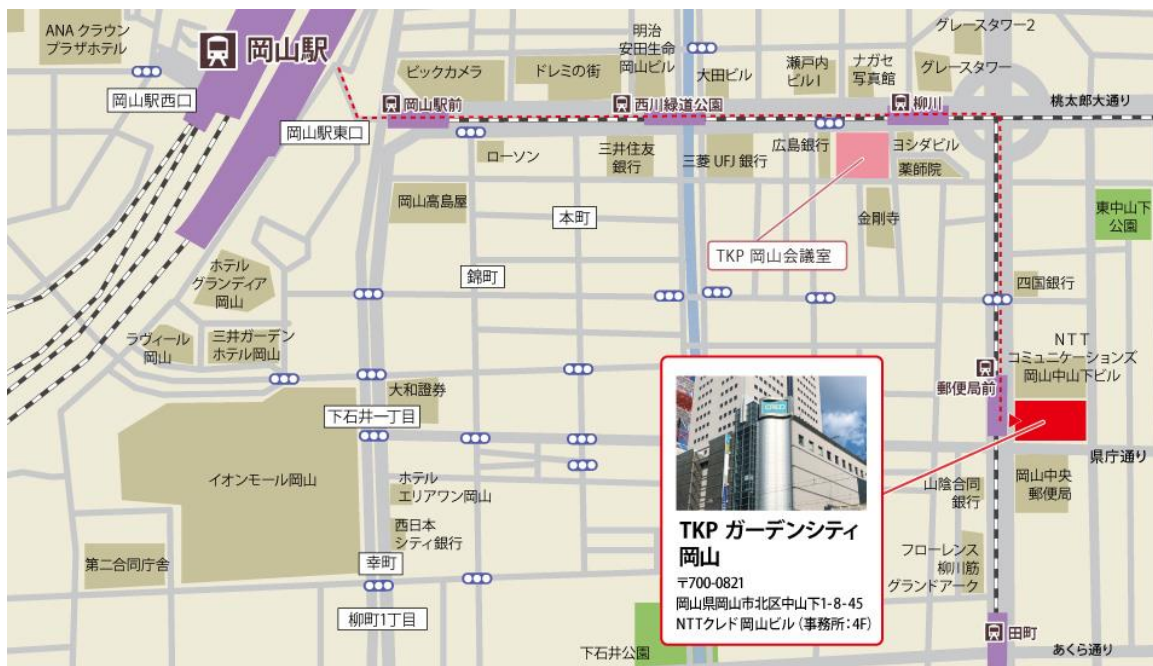 ANA クラウン
プラザホテル
岡山駅
岡山駅西口
岡山駅東口
ビックカメラ
岡山駅前
ドレミの街
明治
安田生命
岡山ビル
西川緑道公園
大田ビル
瀬戸内
ビル I
ナガセ
写真館
グレースタワー2
グレースタワー
柳川
桃太郎大通り
ローソン
三井住友
銀行
三菱 UFJ 銀行
広島銀行
ヨシダビル
薬師院
岡山高島屋
本町
TKP 岡山会議室
金剛寺
東中山下
公園
錦町
四国銀行
ホテル
グランディア
岡山
ラヴィール
岡山
三井ガーデン
ホテル岡山
NTT
コミュニケーションズ
岡山中山下ビル
郵便局前
大和證券
下石井一丁目
CRED
県庁通り
イオンモール岡山
ホテル
エリアワン岡山
西日本
シティ銀行
山陰合同
銀行
岡山中央
郵便局
TKP ガーデンシティ
岡山
〒700-0821
岡山県岡山市北区中山下1-8-45
NTTクレド岡山ビル (事務所:4F)
第二合同庁舎
幸町
フローレンス
柳川筋
グランドアーク
柳町1丁目
下石井公園
田町
あくら通り